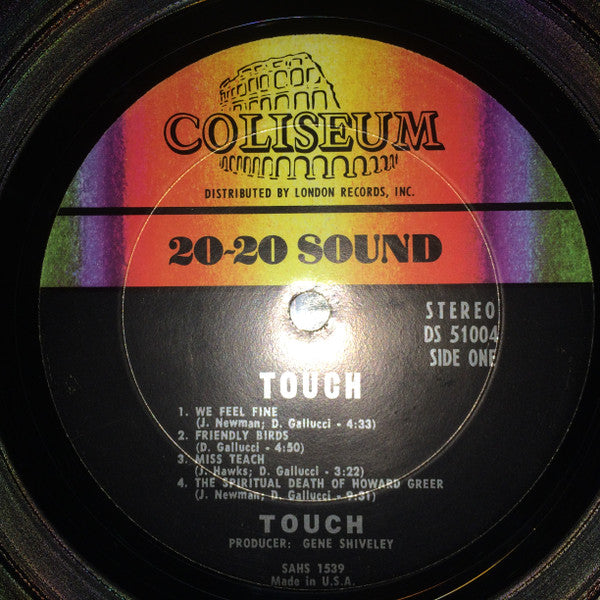 COLISEUM
DISTRIBUTED BY LONDON RECORDS, INC.
20-20 SOUND
STEREO
DS 51004
SIDE ONE
TOUCH
1. WE FEEL FINE
(J. Newman; D. Gallucci - 4:33)
2. FRIENDLY BIRDS
(D. Gallucci - 4:50)
3. MISS TEACH
(J. Hawks; D. Gallucci - 3:22)
4. THE SPIRITUAL DEATH OF HOWARD GREER
(J. Newman; D. Gallucci - 9:31)
TOUCH
PRODUCER: GENE SHIVELEY
SAHS 1539
Made in U.S.A.